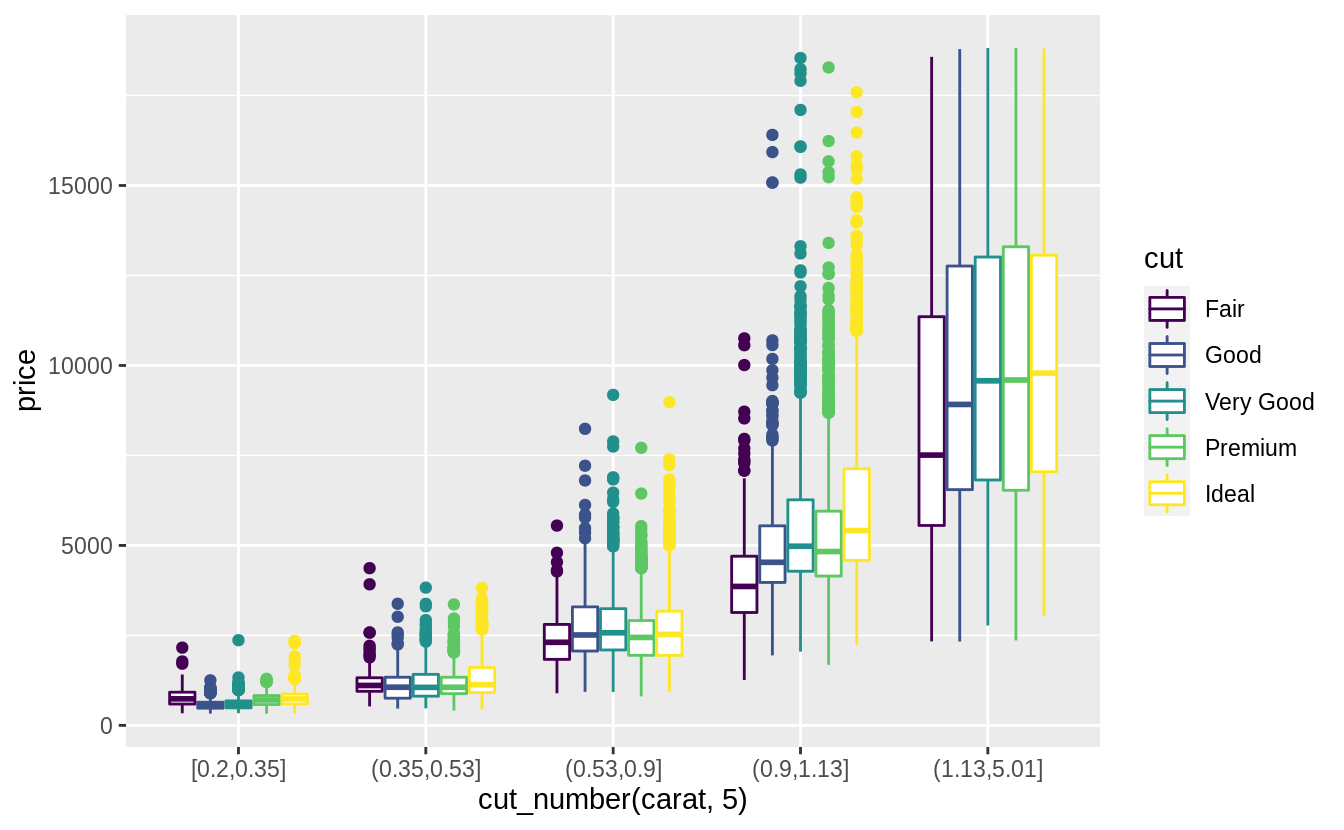 15000
10000
5000
0
price
[0.2,0.35]
(0.35,0.53]
(0.53,0.9]
(0.9,1.13]
(1.13,5.01]
cut_number(carat, 5)
cut
Fair
Good
Very Good
Premium
Ideal